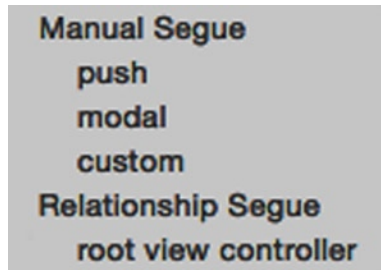 Manual Segue
push
modal
custom
Relationship Segue
root view controller